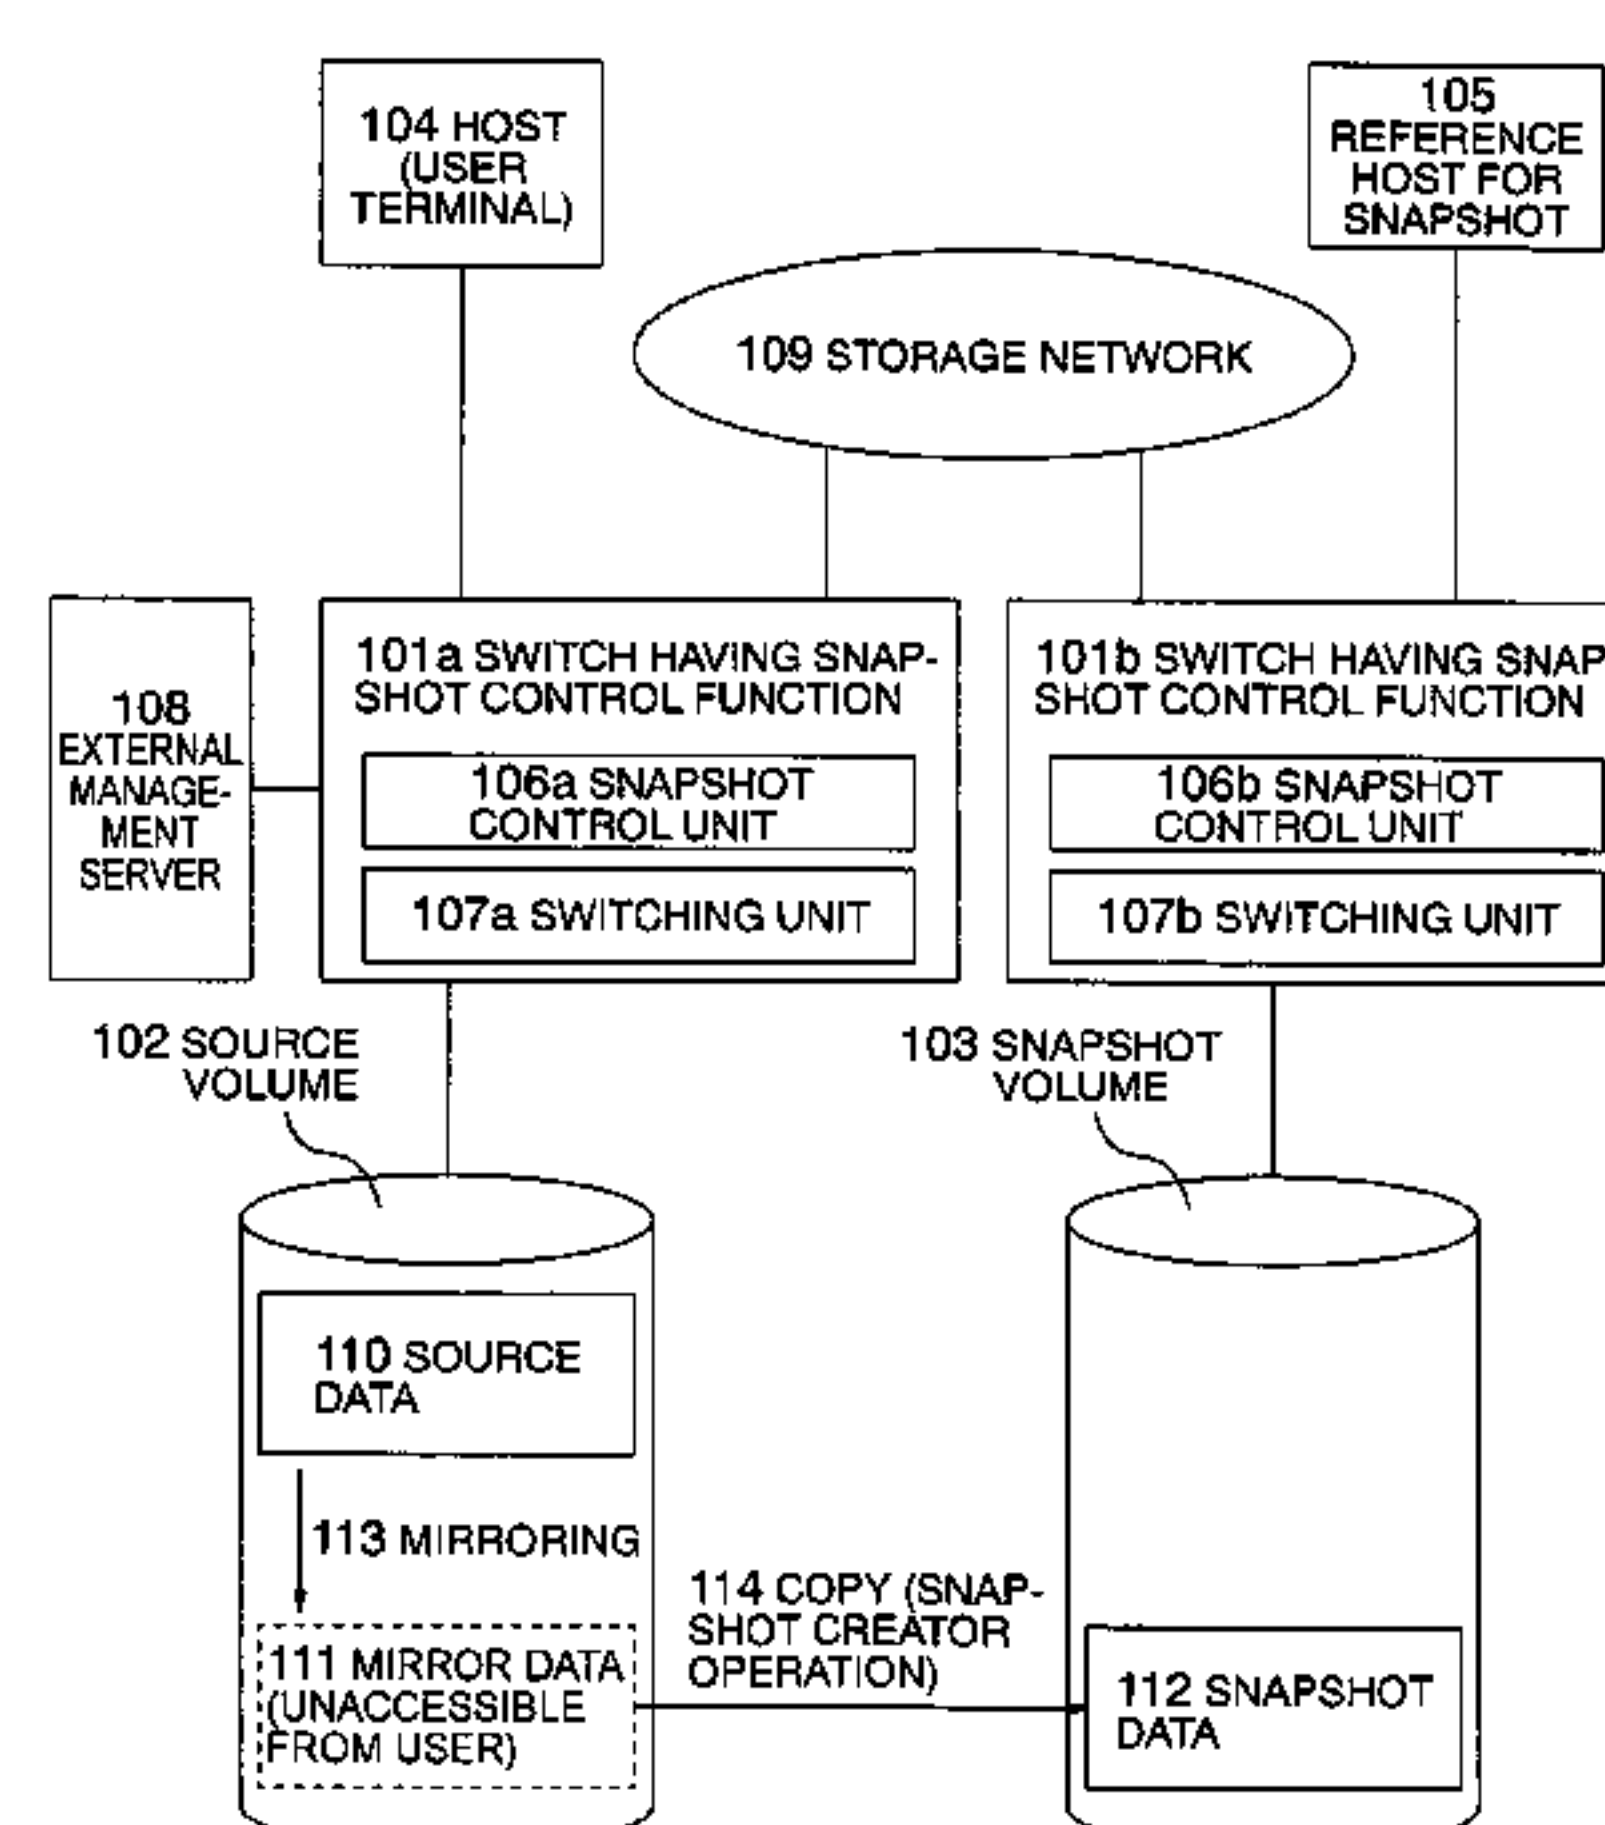 104 HOST
(USER
TERMINAL)
105
REFERENCE
HOST FOR
SNAPSHOT
109 STORAGE NETWORK
108
EXTERNAL
MANAGE-
MENT
SERVER
101a SWITCH HAVING SNAP-
SHOT CONTROL FUNCTION
106a SNAPSHOT
CONTROL UNIT
107a SWITCHING UNIT
101b SWITCH HAVING SNAP
SHOT CONTROL FUNCTION
106b SNAPSHOT
CONTROL UNIT
107b SWITCHING UNIT
102 SOURCE
VOLUME
103 SNAPSHOT
VOLUME
110 SOURCE
DATA
113 MIRRORING
111 MIRROR DATA
(UNACCESSIBLE
FROM USER)
114 COPY (SNAP-
SHOT CREATOR
OPERATION)
112 SNAPSHOT
DATA